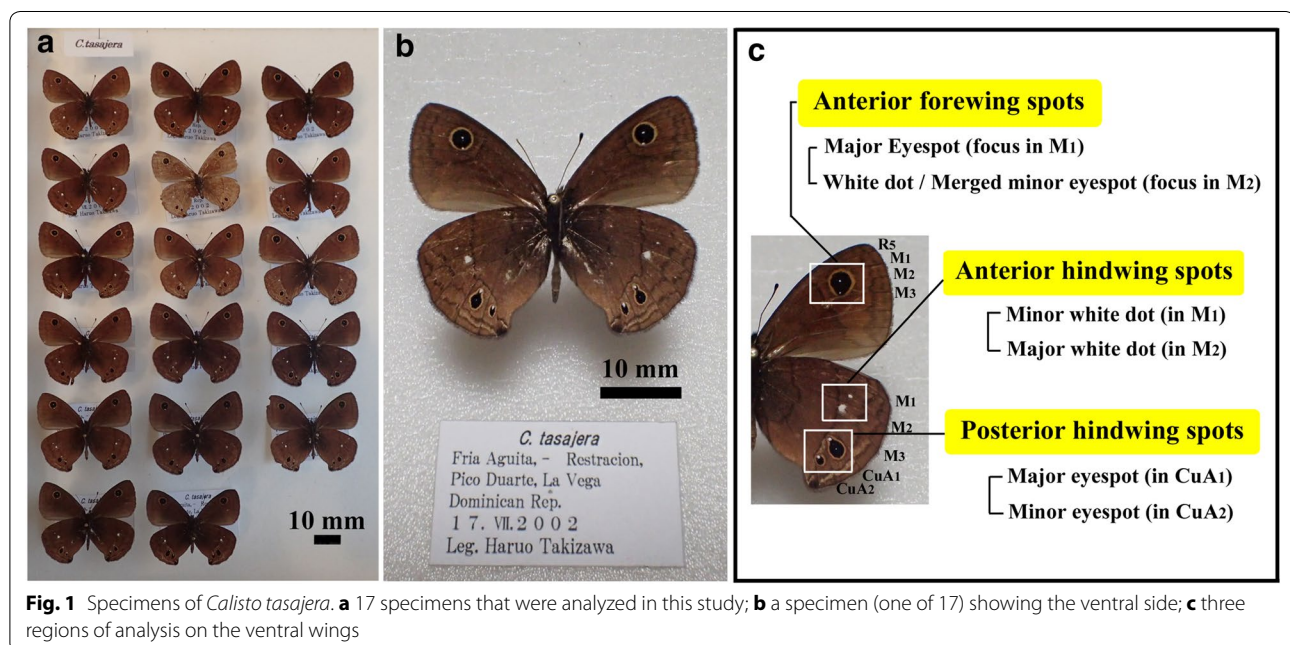 a
C.tasajera
2002
Haruo Takizawa
10 mm
b
10 mm
C. tasajera
Fria Aguita, - Restracion,
Pico Duarte, La Vega
Dominican Rep.
17. VII. 2002
Leg. Haruo Takizawa
c
Anterior forewing spots
Major Eyespot (focus in M1)
White dot / Merged minor eyespot (focus in M2)
R5
M1
M2
M3
Anterior hindwing spots
Minor white dot (in M1)
Major white dot (in M2)
M1
M2
M3
CuA1
CuA2
Posterior hindwing spots
Major eyespot (in CuA1)
Minor eyespot (in CuA2)
Fig. 1 Specimens of Calisto tasajera. a 17 specimens that were analyzed in this study; b a specimen (one of 17) showing the ventral side; c three
regions of analysis on the ventral wings